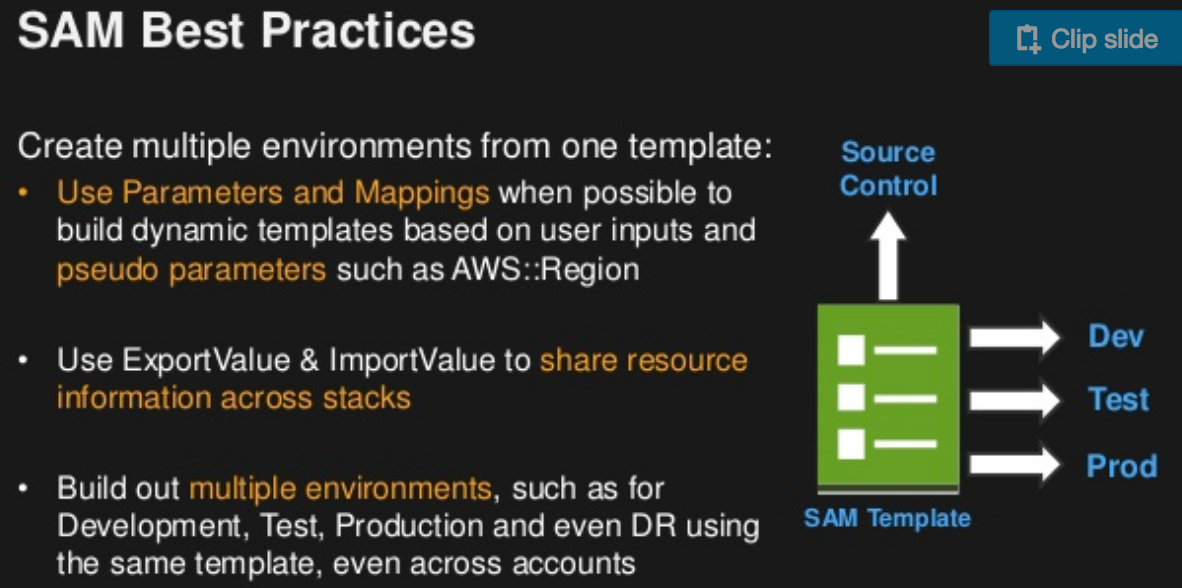 SAM Best Practices
Clip slide
Create multiple environments from one template:
• Use Parameters and Mappings when possible to
build dynamic templates based on user inputs and
pseudo parameters such as AWS::Region
• Use ExportValue & ImportValue to share resource
information across stacks
• Build out multiple environments, such as for
Development, Test, Production and even DR using
the same template, even across accounts
Source
Control
Dev
Test
Prod
SAM Template